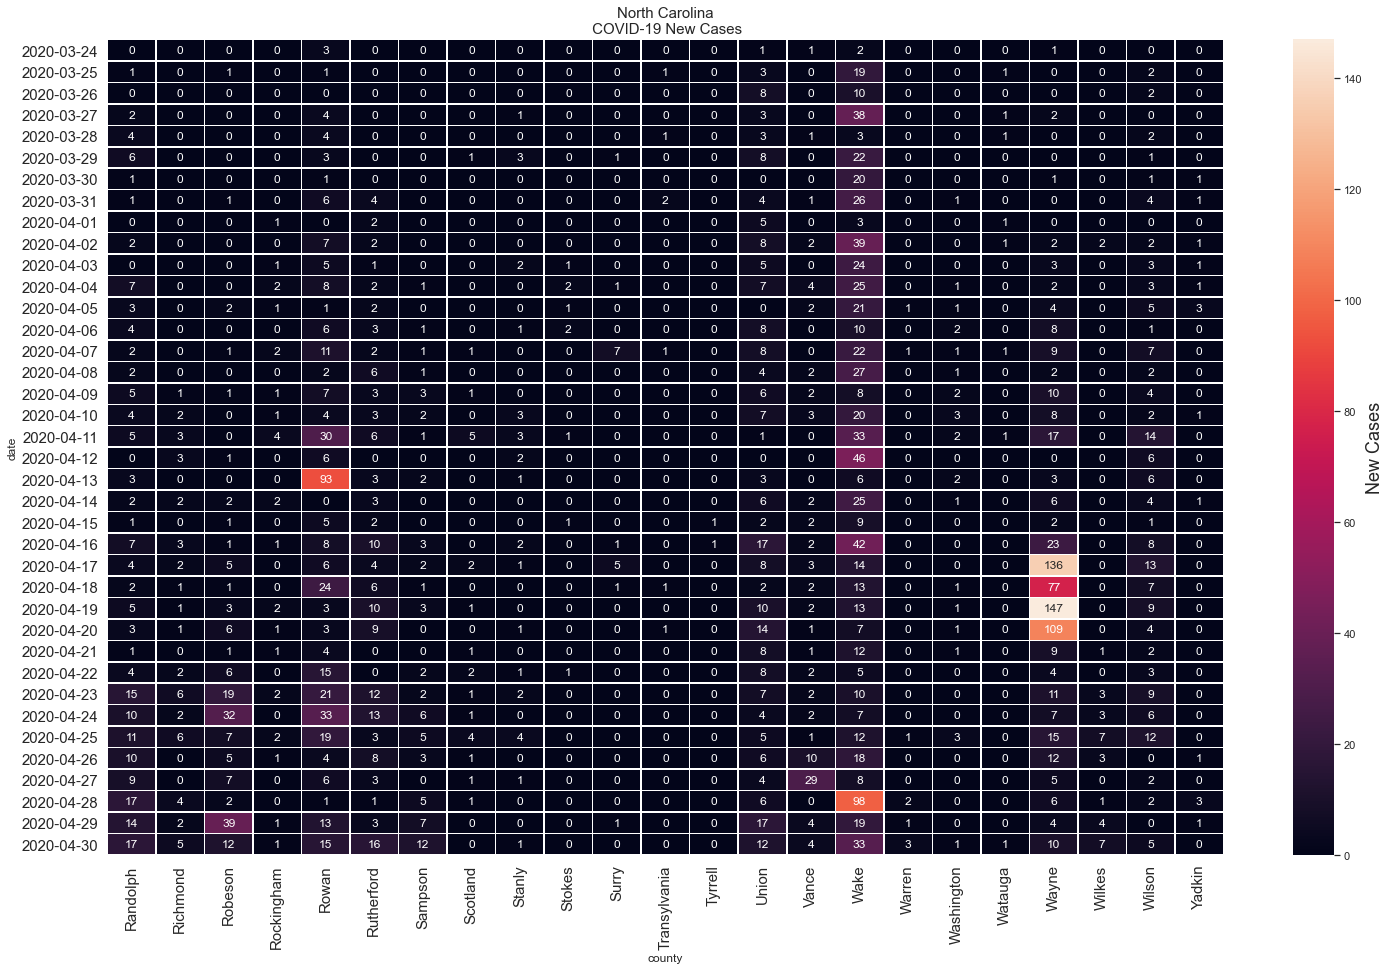 North Carolina
COVID-19 New Cases
2020-03-24 0 0 0 0 3 0 0 0 0 0 0 0 0 1 1 2 0 0 0 1 0 0 0
2020-03-25 1 0 1 0 1 0 0 0 0 0 0 1 0 3 0 19 0 0 1 0 0 2 0
2020-03-26 0 0 0 0 0 0 0 0 0 0 0 0 0 8 0 10 0 0 0 0 0 2 0
2020-03-27 2 0 0 0 4 0 0 0 1 0 0 0 0 3 0 38 0 0 1 2 0 0 0
2020-03-28 4 0 0 0 4 0 0 0 0 0 0 1 0 3 1 3 0 0 1 0 0 2 0
2020-03-29 6 0 0 0 3 0 0 1 3 0 1 0 0 8 0 22 0 0 0 0 0 1 0
2020-03-30 1 0 0 0 1 0 0 0 0 0 0 0 0 0 0 20 0 0 0 1 0 1 1
2020-03-31 1 0 1 0 6 4 0 0 0 0 0 2 0 4 1 26 0 1 0 0 0 4 1
2020-04-01 0 0 0 1 0 2 0 0 0 0 0 0 0 5 0 3 0 0 1 0 0 0 0
2020-04-02 2 0 0 0 7 2 0 0 0 0 0 0 0 8 2 39 0 0 1 2 2 2 1
2020-04-03 0 0 0 1 5 1 0 0 2 1 0 0 0 5 0 24 0 0 0 3 0 3 1
2020-04-04 7 0 0 2 8 2 1 0 0 2 1 0 0 7 4 25 0 1 0 2 0 3 1
2020-04-05 3 0 2 1 1 2 0 0 0 1 0 0 0 0 2 21 1 1 0 4 0 5 3
2020-04-06 4 0 0 0 6 3 1 0 1 2 0 0 0 8 0 10 0 2 0 8 0 1 0
2020-04-07 2 0 1 2 11 2 1 1 0 0 7 1 0 8 0 22 1 1 1 9 0 7 0
2020-04-08 2 0 0 0 2 6 1 0 0 0 0 0 0 4 2 27 0 1 0 2 0 2 0
2020-04-09 5 1 1 1 7 3 3 1 0 0 0 0 0 6 2 8 0 2 0 10 0 4 0
2020-04-10 4 2 0 1 4 3 2 0 3 0 0 0 0 7 3 20 0 3 0 8 0 2 1
2020-04-11 5 3 0 4 30 6 1 5 3 1 0 0 0 1 0 33 0 2 1 17 0 14 0
2020-04-12 0 3 1 0 6 0 0 0 2 0 0 0 0 0 0 46 0 0 0 0 0 6 0
2020-04-13 3 0 0 0 93 3 2 0 1 0 0 0 0 3 0 6 0 2 0 3 0 6 0
2020-04-14 2 2 2 2 0 3 0 0 0 0 0 0 0 6 2 25 0 1 0 6 0 4 1
2020-04-15 1 0 1 0 5 2 0 0 0 1 0 0 1 2 2 9 0 0 0 2 0 1 0
2020-04-16 7 3 1 1 8 10 3 0 2 0 1 0 1 17 2 42 0 0 0 23 0 8 0
2020-04-17 4 2 5 0 6 4 2 2 1 0 5 0 0 8 3 14 0 0 0 136 0 13 0
2020-04-18 2 1 1 0 24 6 1 0 0 0 1 1 0 2 2 13 0 1 0 77 0 7 0
2020-04-19 5 1 3 2 3 10 3 1 0 0 0 0 0 10 2 13 0 1 0 147 0 9 0
2020-04-20 3 1 6 1 3 9 0 0 1 0 0 1 0 14 1 7 0 1 0 109 0 4 0
2020-04-21 1 0 1 1 4 0 0 1 0 0 0 0 0 8 1 12 0 1 0 9 1 2 0
2020-04-22 4 2 6 0 15 0 2 2 1 1 0 0 0 8 2 5 0 0 0 4 0 3 0
2020-04-23 15 6 19 2 21 12 2 1 2 0 0 0 0 7 2 10 0 0 0 11 3 9 0
2020-04-24 10 2 32 0 33 13 6 1 0 0 0 0 0 4 2 7 0 0 0 7 3 6 0
2020-04-25 11 6 7 2 19 3 5 4 4 0 0 0 0 5 1 12 1 3 0 15 7 12 0
2020-04-26 10 0 5 1 4 8 3 1 0 0 0 0 0 6 10 18 0 0 0 12 3 0 1
2020-04-27 9 0 7 0 6 3 0 1 1 0 0 0 0 4 29 8 0 0 0 5 0 2 0
2020-04-28 17 4 2 0 1 1 5 1 0 0 0 0 0 6 0 98 2 0 0 6 1 2 3
2020-04-29 14 2 39 1 13 3 7 0 0 0 1 0 0 17 4 19 1 0 0 4 4 0 1
2020-04-30 17 5 12 1 15 16 12 0 1 0 0 0 0 12 4 33 3 1 1 10 7 5 0
date
Randolph Richmond Robeson Rockingham Rowan Rutherford Sampson Scotland Stanly Stokes Surry Transylvania Tyrrell Union Vance Wake Warren Washington Watauga Wayne Wilkes Wilson Yadkin
county
140
120
100
80
60
40
20
0
New Cases